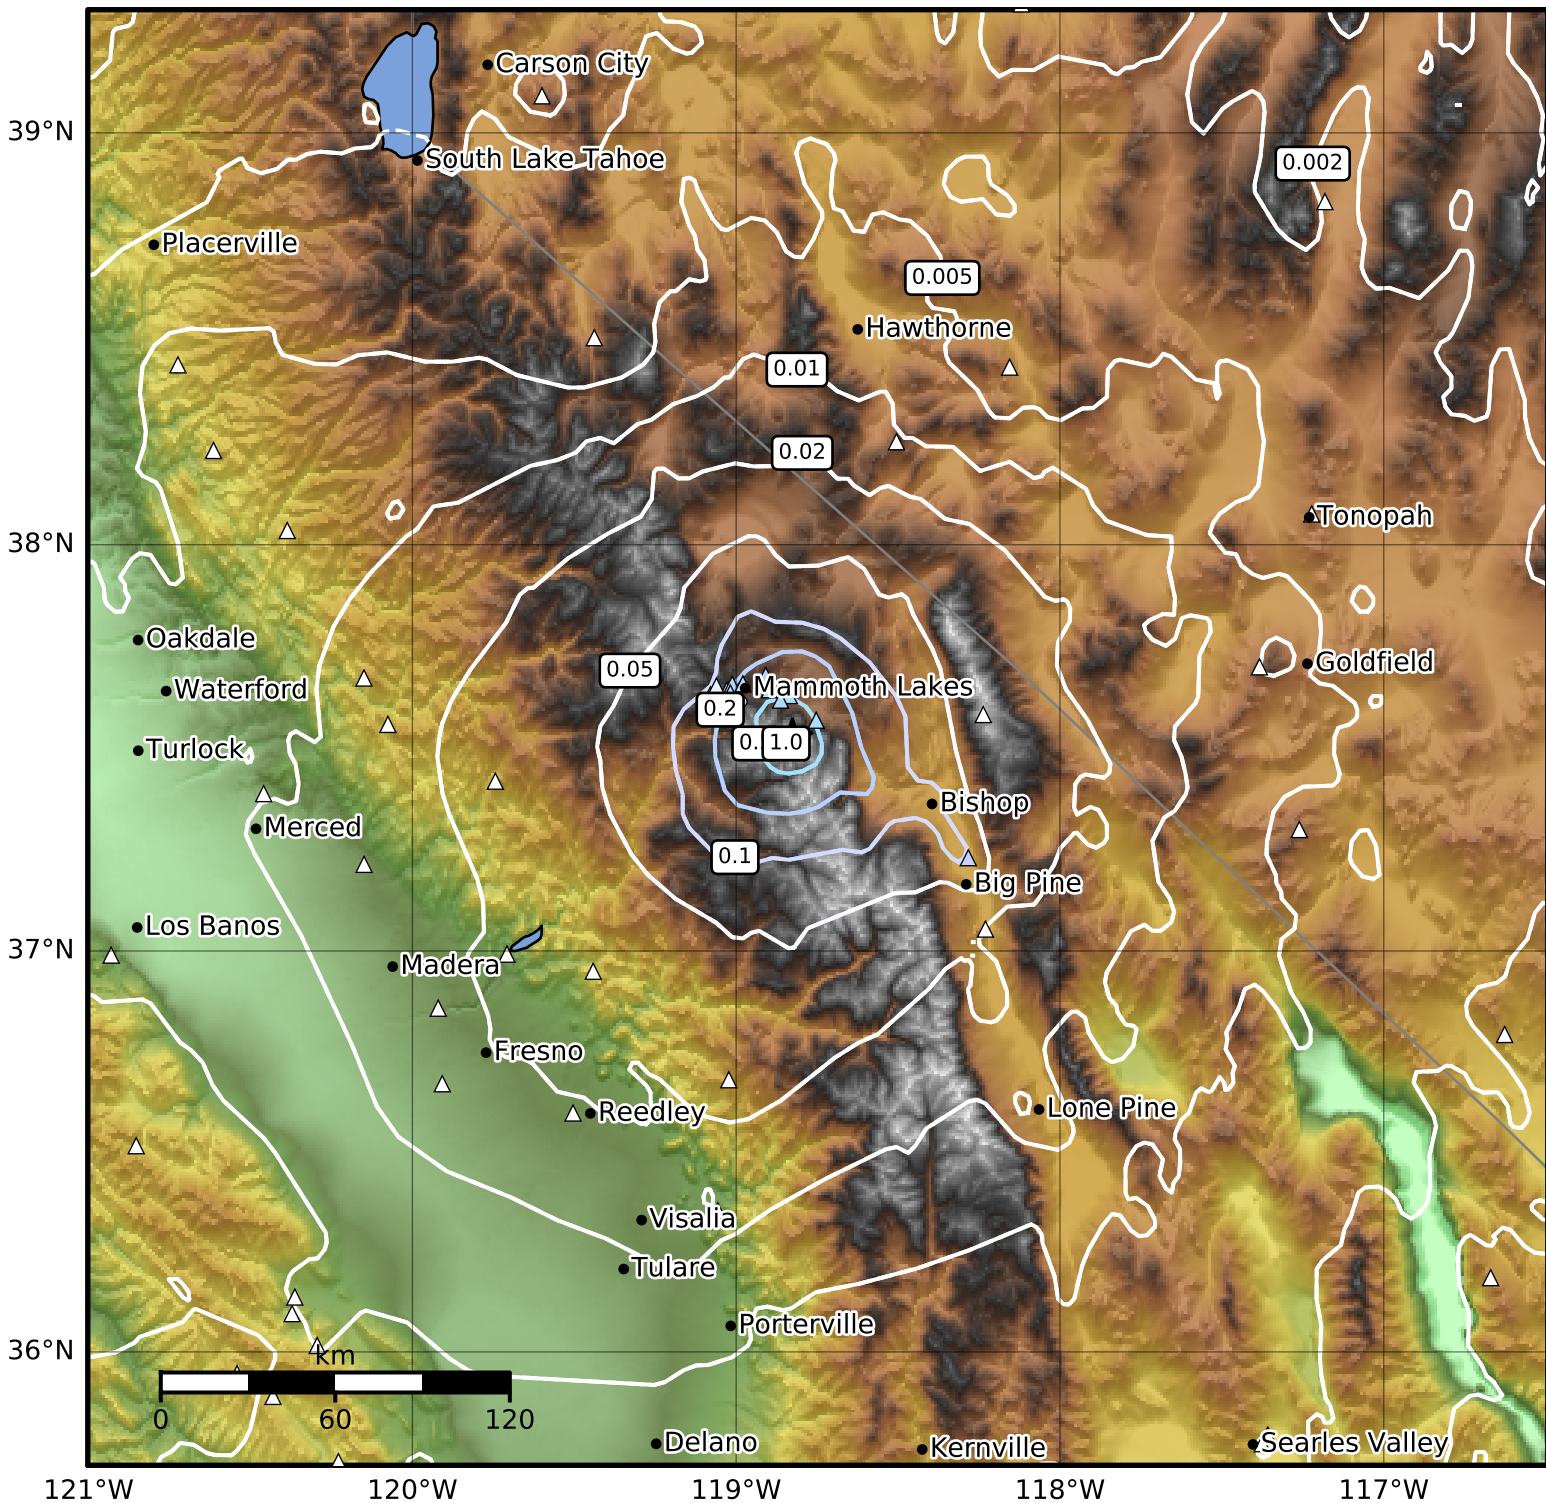 Carson City
39°N
South Lake Tahoe
0.002
Placerville
0.005
Hawthorne
0.01
0.02
Tonopah
38°N
Oakdale
0.05
Goldfield
Waterford
Mammoth Lakes
0.2
Turlock
0.
1.0
Bishop
Merced
0.1
Big Pine
Los Banos
37°N
Madera
Fresno
Reedley
Lone Pine
Visalia
Tulare
Porterville
36°N
km
0 60 120
Delano
Kernville
Searles Valley
121°W 120°W 119°W 118°W 117°W